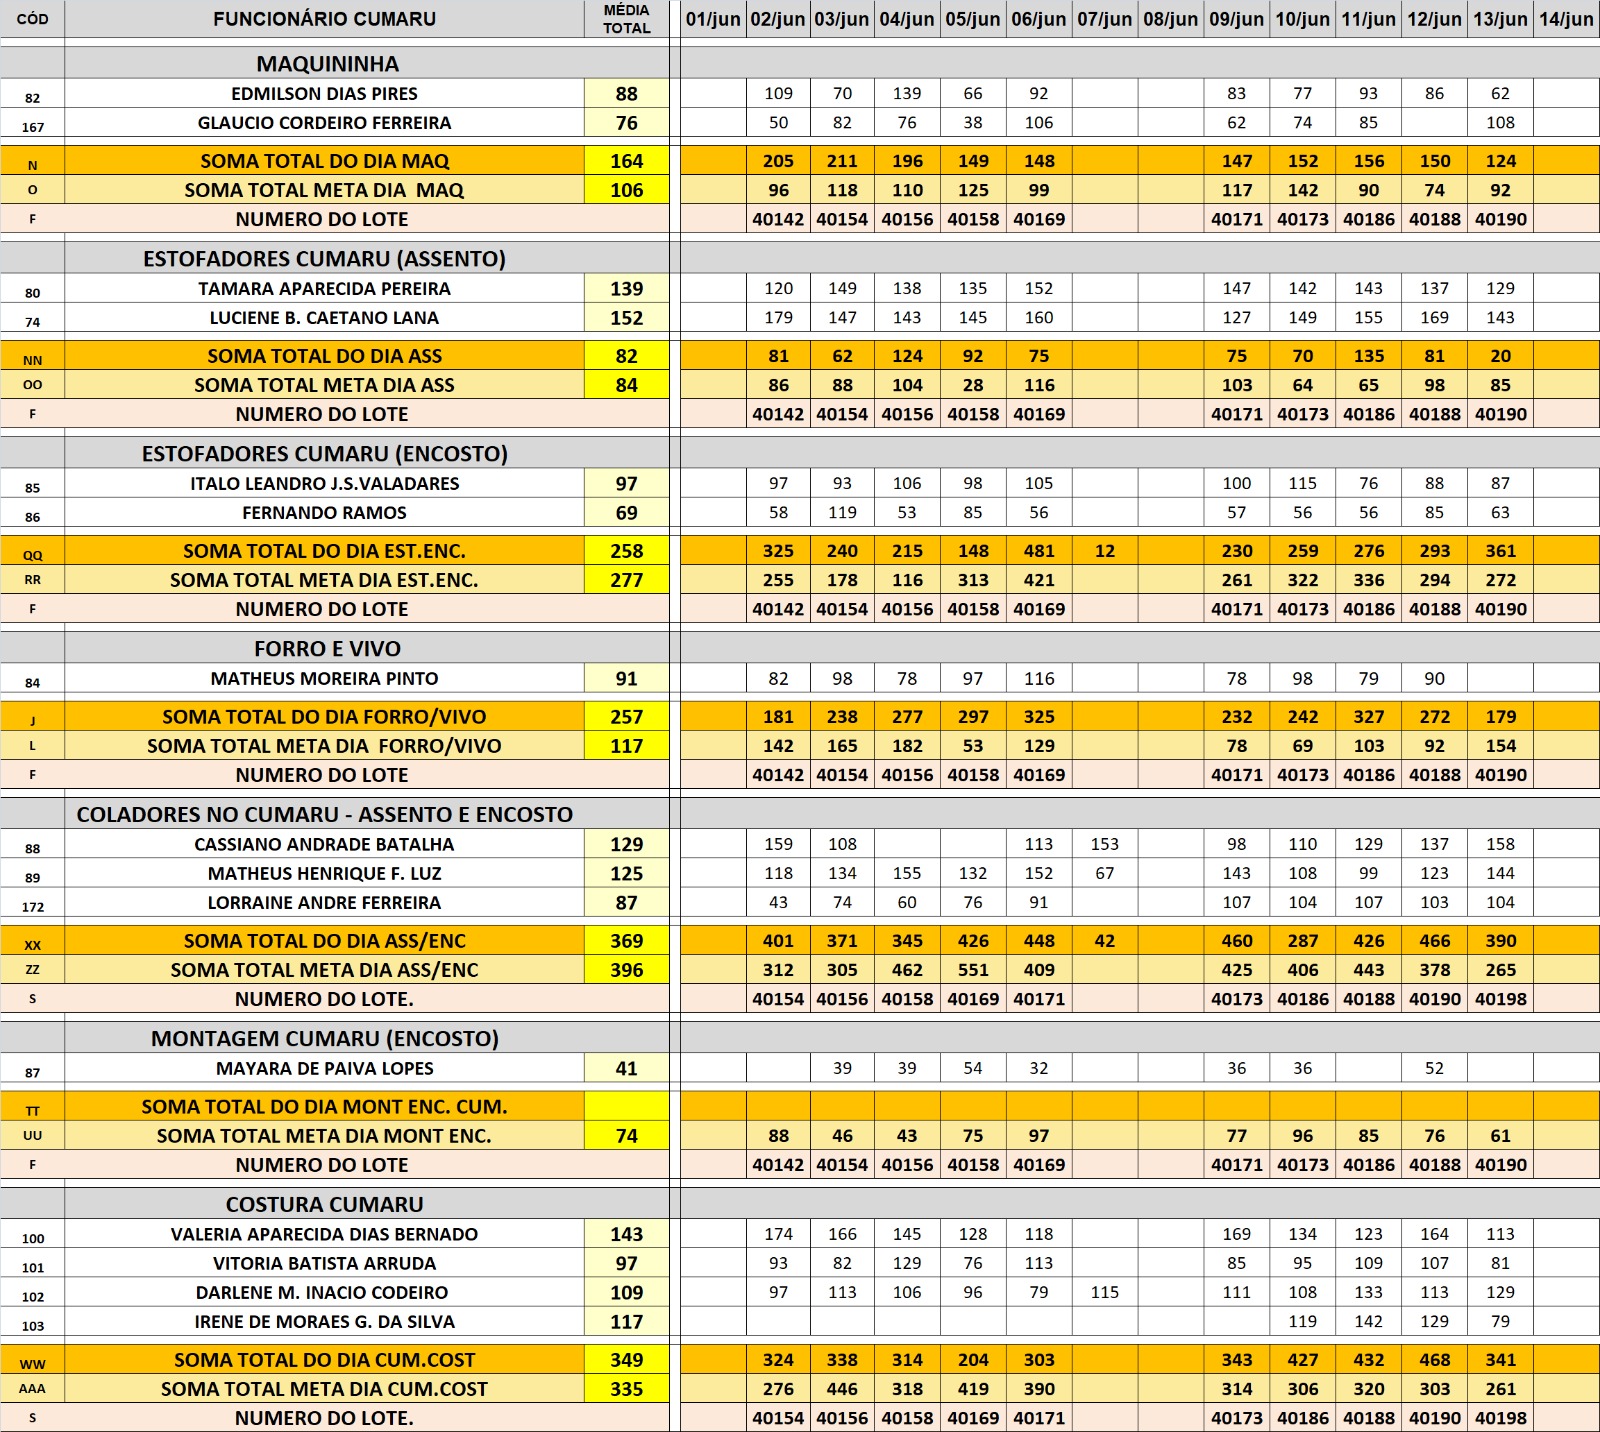 CÓD FUNCIONÁRIO CUMARU MÉDIA TOTAL 01/jun 02/jun 03/jun 04/jun 05/jun 06/jun 07/jun 08/jun 09/jun 10/jun 11/jun 12/jun 13/jun 14/jun
MAQUININHA
82 EDMILSON DIAS PIRES 88 109 70 139 66 92 83 77 93 86 62
167 GLAUCIO CORDEIRO FERREIRA 76 50 82 76 38 106 62 74 85 108
N SOMA TOTAL DO DIA MAQ 164 205 211 196 149 148 147 152 156 150 124
O SOMA TOTAL META DIA MAQ 106 96 118 110 125 99 117 142 90 74 92
F NUMERO DO LOTE 40142 40154 40156 40158 40169 40171 40173 40186 40188 40190
ESTOFADORES CUMARU (ASSENTO)
80 TAMARA APARECIDA PEREIRA 139 120 149 138 135 152 147 142 143 137 129
74 LUCIENE B. CAETANO LANA 152 179 147 143 145 160 127 149 155 169 143
NN SOMA TOTAL DO DIA ASS 82 81 62 124 92 75 75 70 135 81 20
OO SOMA TOTAL META DIA ASS 84 86 88 104 28 116 103 64 65 98 85
F NUMERO DO LOTE 40142 40154 40156 40158 40169 40171 40173 40186 40188 40190
ESTOFADORES CUMARU (ENCOSTO)
85 ITALO LEANDRO J.S.VALADARES 97 97 93 106 98 105 100 115 76 88 87
86 FERNANDO RAMOS 69 58 119 53 85 56 57 56 56 85 63
QQ SOMA TOTAL DO DIA EST.ENC. 258 325 240 215 148 481 12 230 259 276 293 361
RR SOMA TOTAL META DIA EST.ENC. 277 255 178 116 313 421 261 322 336 294 272
F NUMERO DO LOTE 40142 40154 40156 40158 40169 40171 40173 40186 40188 40190
FORRO E VIVO
84 MATHEUS MOREIRA PINTO 91 82 98 78 97 116 78 98 79 90
J SOMA TOTAL DO DIA FORRO/VIVO 257 181 238 277 297 325 232 242 327 272 179
L SOMA TOTAL META DIA FORRO/VIVO 117 142 165 182 53 129 78 69 103 92 154
F NUMERO DO LOTE 40142 40154 40156 40158 40169 40171 40173 40186 40188 40190
COLADORES NO CUMARU - ASSENTO E ENCOSTO
88 CASSIANO ANDRADE BATALHA 129 159 108 113 153 98 110 129 137 158
89 MATHEUS HENRIQUE F. LUZ 125 118 134 155 132 152 67 143 108 99 123 144
172 LORRAINE ANDRE FERREIRA 87 43 74 60 76 91 107 104 107 103 104
XX SOMA TOTAL DO DIA ASS/ENC 369 401 371 345 426 448 42 460 287 426 466 390
ZZ SOMA TOTAL META DIA ASS/ENC 396 312 305 462 551 409 425 406 443 378 265
S NUMERO DO LOTE. 40154 40156 40158 40169 40171 40173 40186 40188 40190 40198
MONTAGEM CUMARU (ENCOSTO)
87 MAYARA DE PAIVA LOPES 41 39 39 54 32 36 36 52
TT SOMA TOTAL DO DIA MONT ENC. CUM.
UU SOMA TOTAL META DIA MONT ENC. 74 88 46 43 75 97 77 96 85 76 61
F NUMERO DO LOTE 40142 40154 40156 40158 40169 40171 40173 40186 40188 40190
COSTURA CUMARU
100 VALERIA APARECIDA DIAS BERNADO 143 174 166 145 128 118 169 134 123 164 113
101 VITORIA BATISTA ARRUDA 97 93 82 129 76 113 85 95 109 107 81
102 DARLENE M. INACIO CODEIRO 109 97 113 106 96 79 115 111 108 133 113 129
103 IRENE DE MORAES G. DA SILVA 117 119 142 129 79
WW SOMA TOTAL DO DIA CUM.COST 349 324 338 314 204 303 343 427 432 468 341
AAA SOMA TOTAL META DIA CUM.COST 335 276 446 318 419 390 314 306 320 303 261
S NUMERO DO LOTE. 40154 40156 40158 40169 40171 40173 40186 40188 40190 40198